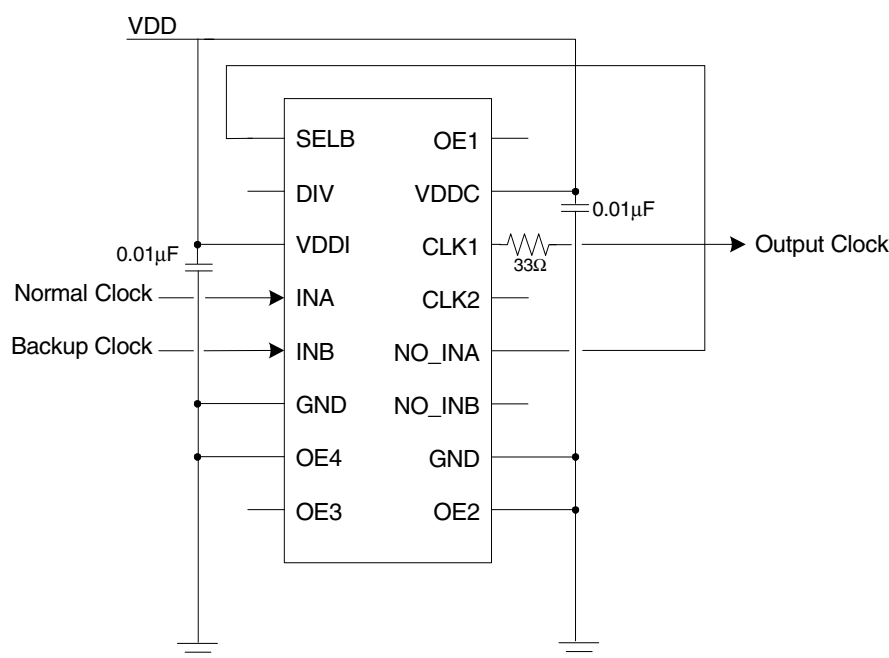 VDD
SELB
OE1
DIV
VDDC
0.01µF
0.01µF
VDDI
CLK1
33Ω
Output Clock
Normal Clock
INA
CLK2
Backup Clock
INB
NO_INA
GND
NO_INB
OE4
GND
OE3
OE2